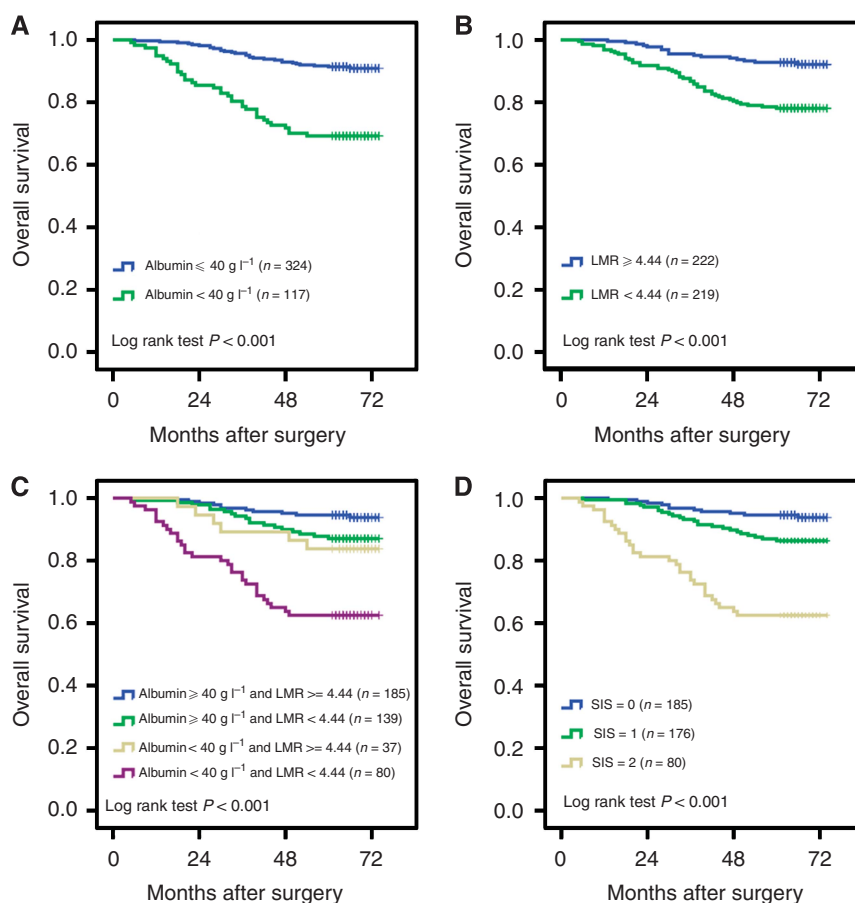 A
1.0
0.8
0.6
0.4
0.2
0.0
Overall survival
Albumin ⩽ 40 g l⁻¹ (n = 324)
Albumin < 40 g l⁻¹ (n = 117)
Log rank test P < 0.001
0 24 48 72
Months after surgery
B
1.0
0.8
0.6
0.4
0.2
0.0
Overall survival
LMR ⩾ 4.44 (n = 222)
LMR < 4.44 (n = 219)
Log rank test P < 0.001
0 24 48 72
Months after surgery
C
1.0
0.8
0.6
0.4
0.2
0.0
Overall survival
Albumin ⩾ 40 g l⁻¹ and LMR >= 4.44 (n = 185)
Albumin ⩾ 40 g l⁻¹ and LMR < 4.44 (n = 139)
Albumin < 40 g l⁻¹ and LMR >= 4.44 (n = 37)
Albumin < 40 g l⁻¹ and LMR < 4.44 (n = 80)
Log rank test P < 0.001
0 24 48 72
Months after surgery
D
1.0
0.8
0.6
0.4
0.2
0.0
Overall survival
SIS = 0 (n = 185)
SIS = 1 (n = 176)
SIS = 2 (n = 80)
Log rank test P < 0.001
0 24 48 72
Months after surgery